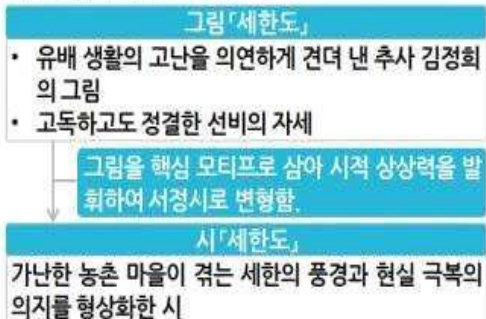 그림「세한도」
• 유배 생활의 고난을 의연하게 견뎌 낸 추사 김정희
의 그림
• 고독하고도 정결한 선비의 자세
그림을 핵심 모티프로 삼아 시적 상상력을 발
휘하여 서정시로 변형함.
시「세한도」
가난한 농촌 마을이 겪는 세한의 풍경과 현실 극복의
의지를 형상화한 시